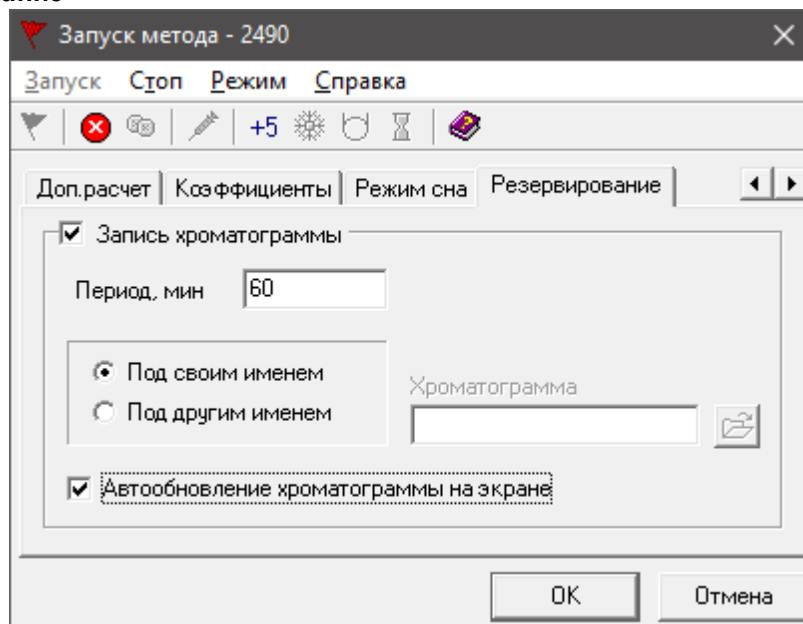 Запуск метода - 2490
Запуск Стоп Режим Справка
+5
Доп.расчет Коэффициенты Режим сна Резервирование
Запись хроматограммы
Период, мин 60
Под своим именем
Под другим именем
Хроматограмма
Автообновление хроматограммы на экране
OK Отмена